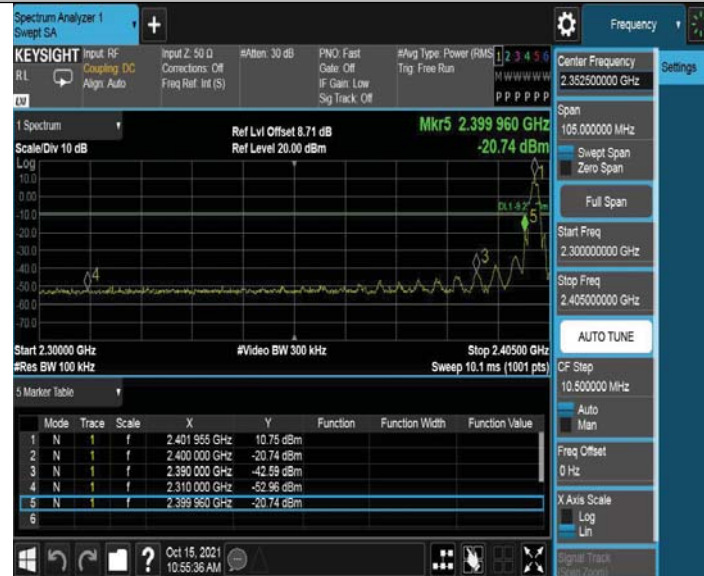 Spectrum Analyzer 1
Swept SA
+
Frequency
KEYSIGHT Input: RF
RL
Coupling: DC
Align: Auto
Input Z: 50 Ω
Corrections: Off
Freq Ref: Int (S)
#Atten: 30 dB
PNO: Fast
Gate: Off
IF Gain: Low
Sig Track: Off
#Avg Type: Power (RMS
Trig: Free Run
1 2 3 4 5 6
M W W W W W
P P P P P P
1 Spectrum
Scale/Div 10 dB
Ref Lvl Offset 8.71 dB
Ref Level 20.00 dBm
Mkr5 2.399 960 GHz
-20.74 dBm
Log
10.0
0.00
-10.0
-20.0
-30.0
-40.0
-50.0
-60.0
-70.0
1
5
3
4
Start 2.30000 GHz
#Video BW 300 kHz
Stop 2.40500 GHz
#Res BW 100 kHz
Sweep 10.1 ms (1001 pts)
5 Marker Table
Mode Trace Scale X Y Function Function Width Function Value
1 N 1 f 2.401 955 GHz 10.75 dBm
2 N 1 f 2.400 000 GHz -20.74 dBm
3 N 1 f 2.390 000 GHz -42.59 dBm
4 N 1 f 2.310 000 GHz -52.96 dBm
5 N 1 f 2.399 960 GHz -20.74 dBm
6
Oct 15, 2021
10:55:36 AM
?
Center Frequency
2.352500000 GHz
Settings
Span
105.000000 MHz
Swept Span
Zero Span
Full Span
Start Freq
2.300000000 GHz
Stop Freq
2.405000000 GHz
AUTO TUNE
CF Step
10.500000 MHz
Auto
Man
Freq Offset
0 Hz
X Axis Scale
Log
Lin
Signal Track
(Span Zoom)